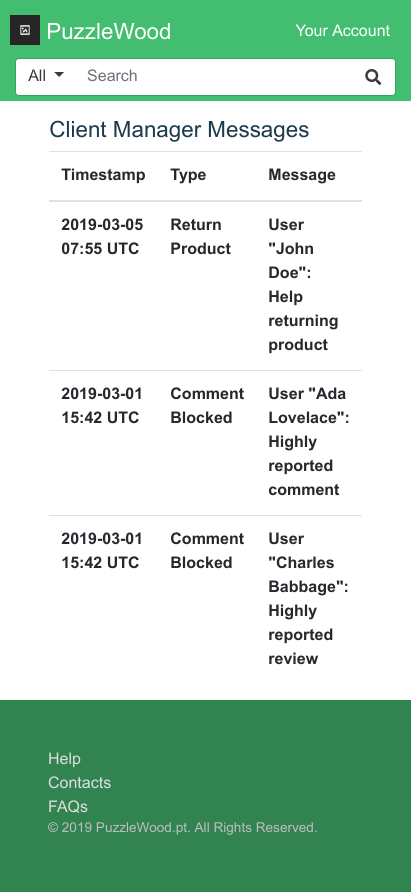 PuzzleWood
Your Account
All
Search
Client Manager Messages
Timestamp Type Message
2019-03-05 Return User
07:55 UTC Product "John
Doe":
Help
returning
product
2019-03-01 Comment User "Ada
15:42 UTC Blocked Lovelace":
Highly
reported
comment
2019-03-01 Comment User
15:42 UTC Blocked "Charles
Babbage":
Highly
reported
review
Help
Contacts
FAQs
© 2019 PuzzleWood.pt. All Rights Reserved.